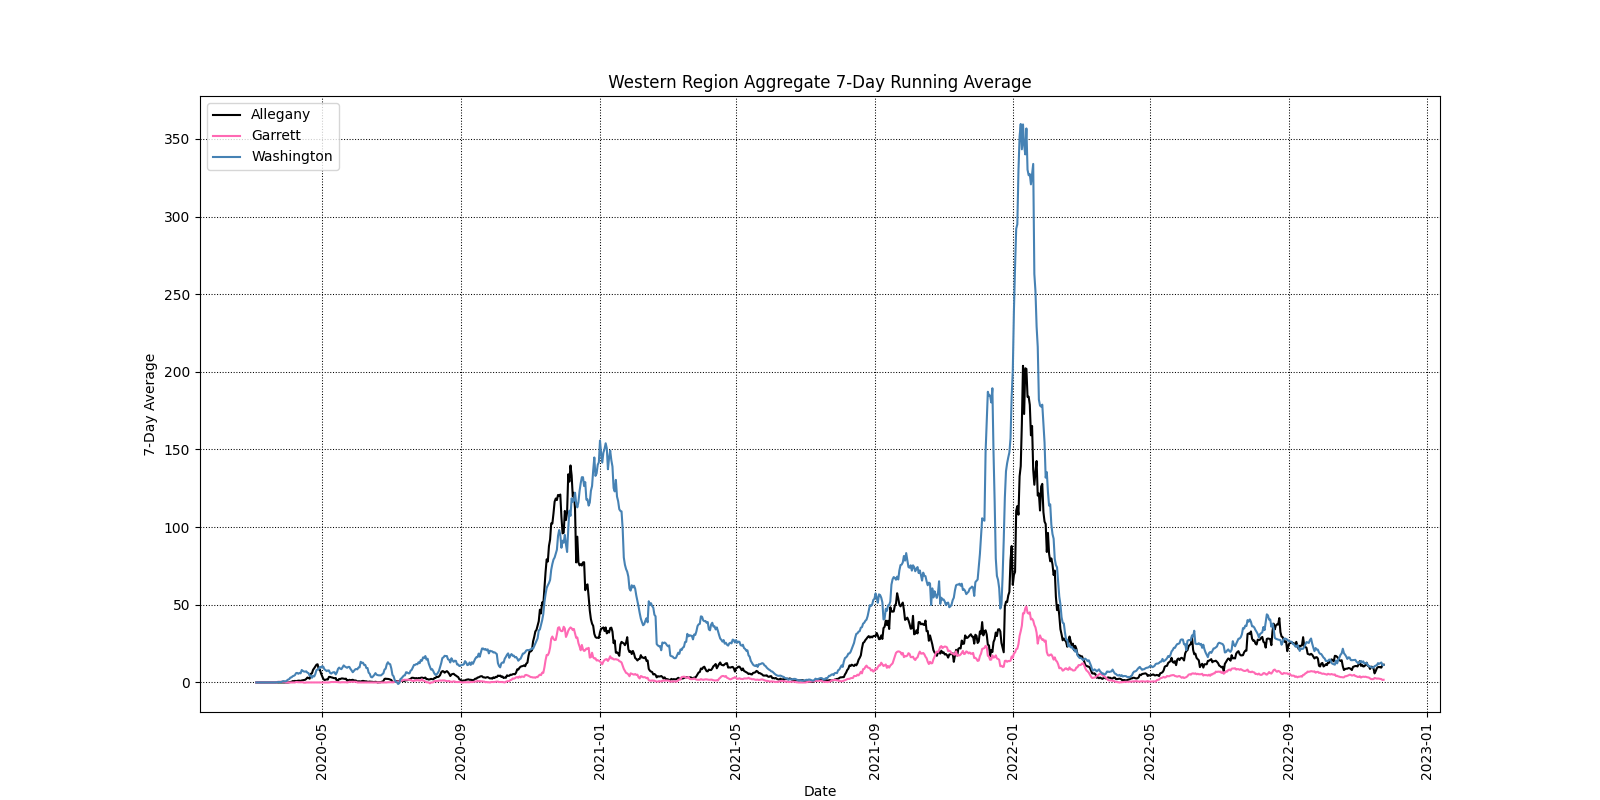 Western Region Aggregate 7-Day Running Average
Allegany
Garrett
Washington
7-Day Average
350
300
250
200
150
100
50
0
2020-05
2020-09
2021-01
2021-05
2021-09
2022-01
2022-05
2022-09
2023-01
Date